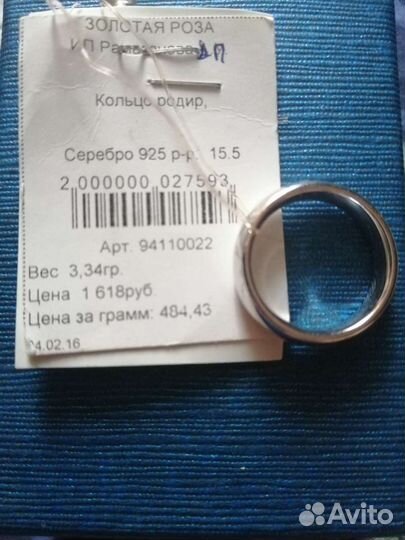 ЗОЛОТАЯ РОЗА
ИП
Кольцо родир,
Серебро 925 р-р: 15.5
2 000000 027593
Арт. 94110022
Вес 3,34гр.
Цена 1 618руб.
Цена за грамм: 484,43
04.02.16
Avito